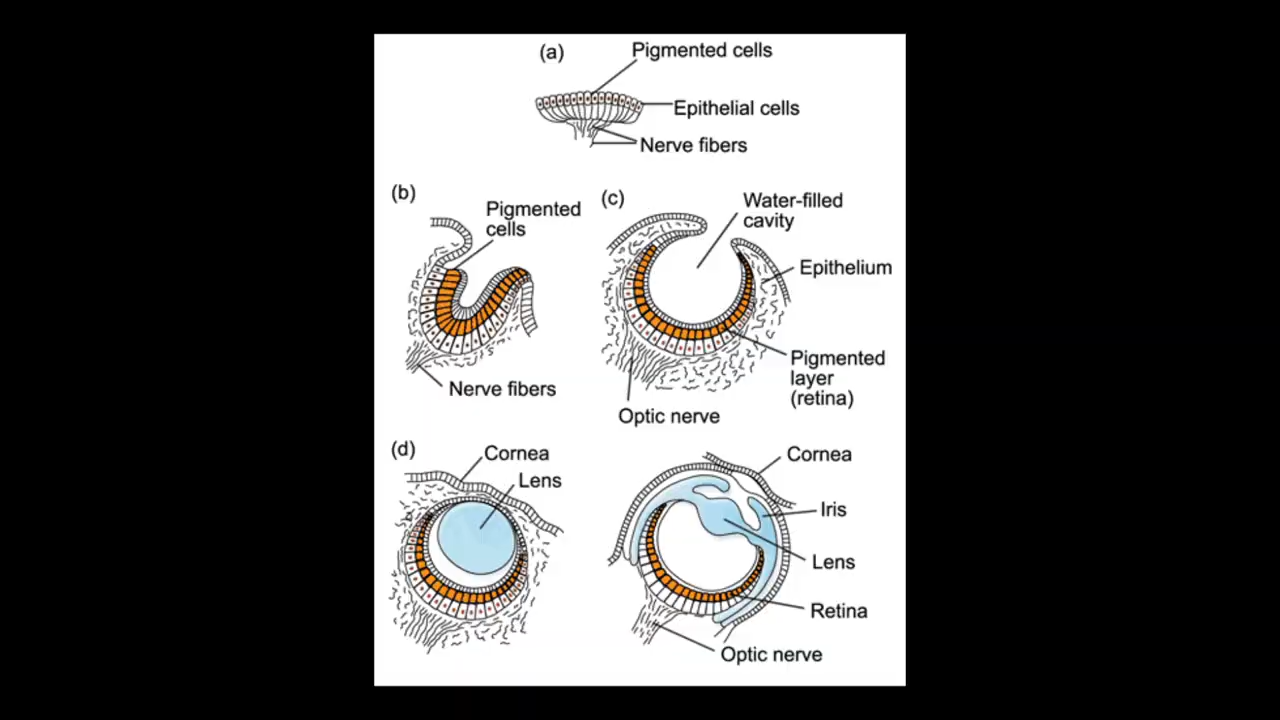 (a)
Pigmented cells
Epithelial cells
Nerve fibers
(b)
Pigmented
cells
Nerve fibers
(c)
Water-filled
cavity
Epithelium
Pigmented
layer
(retina)
Optic nerve
(d)
Cornea
Lens
Cornea
Iris
Lens
Retina
Optic nerve